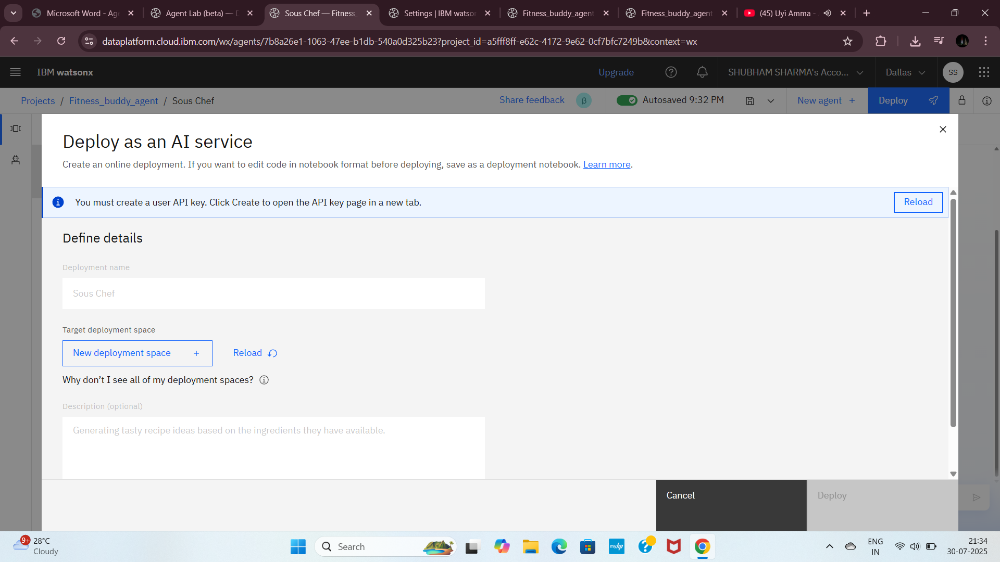 Microsoft Word - Age
Agent Lab (beta) — D
Sous Chef — Fitness_
Settings | IBM watson
Fitness_buddy_agent
Fitness_buddy_agent
(45) Uyi Amma -
dataplatform.cloud.ibm.com/wx/agents/7b8a26e1-1063-47ee-b1db-540a0d325b23?project_id=a5fff8ff-e62c-4172-9e62-0cf7bfc7249b&context=wx
IBM watsonx
Upgrade
SHUBHAM SHARMA's Acco...
Dallas
SS
Projects / Fitness_buddy_agent / Sous Chef
Share feedback
β
Autosaved 9:32 PM
New agent +
Deploy
Deploy as an AI service
Create an online deployment. If you want to edit code in notebook format before deploying, save as a deployment notebook. Learn more.
You must create a user API key. Click Create to open the API key page in a new tab.
Reload
Define details
Deployment name
Sous Chef
Target deployment space
New deployment space +
Reload
Why don’t I see all of my deployment spaces?
Description (optional)
Generating tasty recipe ideas based on the ingredients they have available.
Cancel
Deploy
9+
28°C
Cloudy
Search
myhp
ENG
IN
21:34
30-07-2025